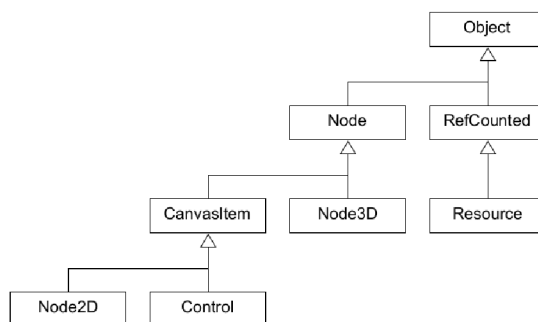 Object
Node
RefCounted
CanvasItem
Node3D
Resource
Node2D
Control